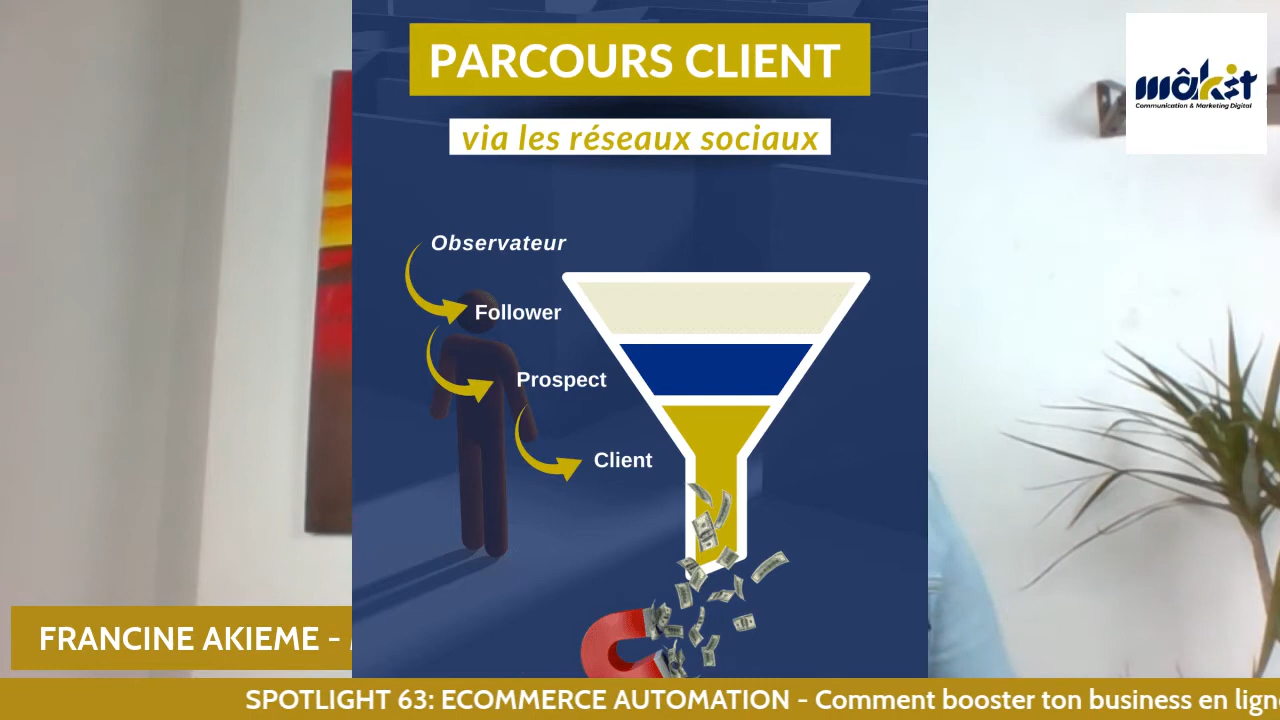 PARCOURS CLIENT
via les réseaux sociaux
mâkit
Communication & Marketing Digital
Observateur
Follower
Prospect
Client
FRANCINE AKIEME -
SPOTLIGHT 63: ECOMMERCE AUTOMATION - Comment booster ton business en lign